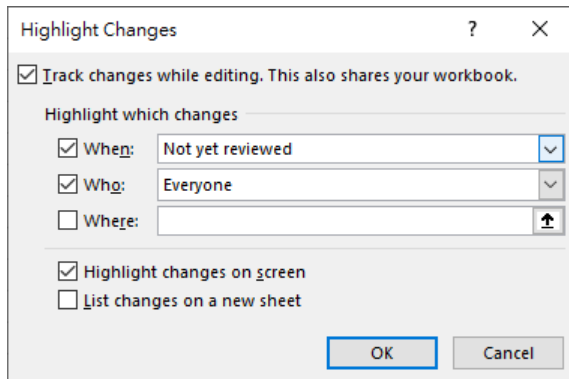 Highlight Changes
Track changes while editing. This also shares your workbook.
Highlight which changes
When: Not yet reviewed
Who: Everyone
Where:
Highlight changes on screen
List changes on a new sheet
OK Cancel